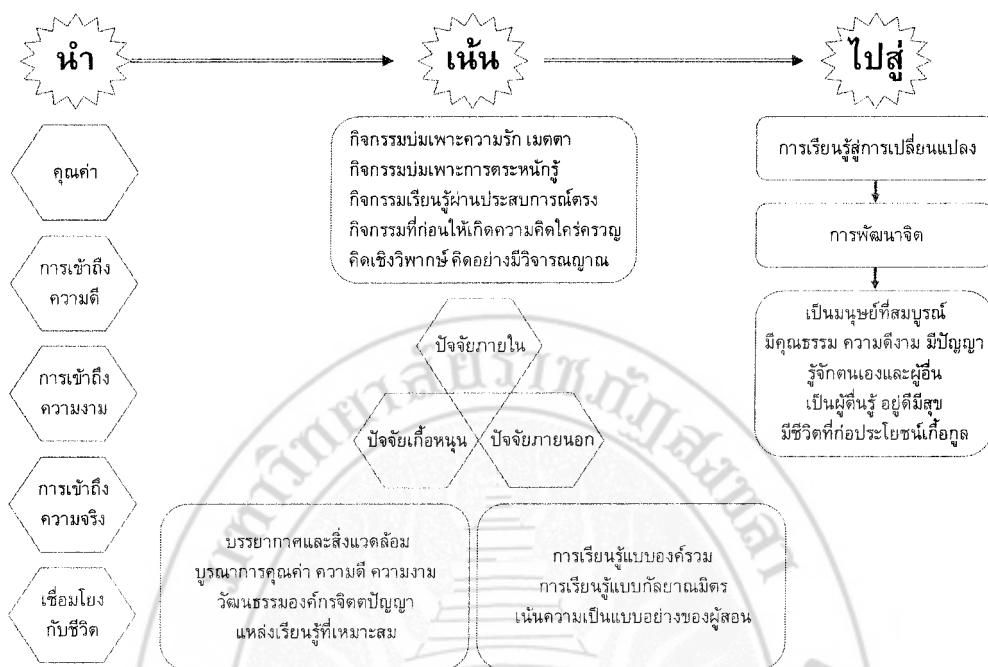 นำ
เน้น
ไปสู่
คุณค่า
การเข้าถึง
ความดี
การเข้าถึง
ความงาม
การเข้าถึง
ความจริง
เชื่อมโยง
กับชีวิต
กิจกรรมบ่มเพาะความรัก เมตตา
กิจกรรมบ่มเพาะการตระหนักรู้
กิจกรรมเรียนรู้ผ่านประสบการณ์ตรง
กิจกรรมที่ก่อนให้เกิดความคิดใคร่ครวญ
คิดเชิงวิพากษ์ คิดอย่างมีวิจารณญาณ
ปัจจัยภายใน
ปัจจัยเกื้อหนุน
ปัจจัยภายนอก
บรรยากาศและสิ่งแวดล้อม
บูรณาการคุณค่า ความดี ความงาม
วัฒนธรรมองค์กรจิตตปัญญา
แหล่งเรียนรู้ที่เหมาะสม
การเรียนรู้แบบองค์รวม
การเรียนรู้แบบกัลยาณมิตร
เน้นความเป็นแบบอย่างของผู้สอน
การเรียนรู้สู่การเปลี่ยนแปลง
การพัฒนาจิต
เป็นมนุษย์ที่สมบูรณ์
มีคุณธรรม ความดีงาม มีปัญญา
รู้จักตนเองและผู้อื่น
เป็นผู้ตื่นรู้ อยู่ดีมีสุข
มีชีวิตที่ก่อประโยชน์เกื้อกูล